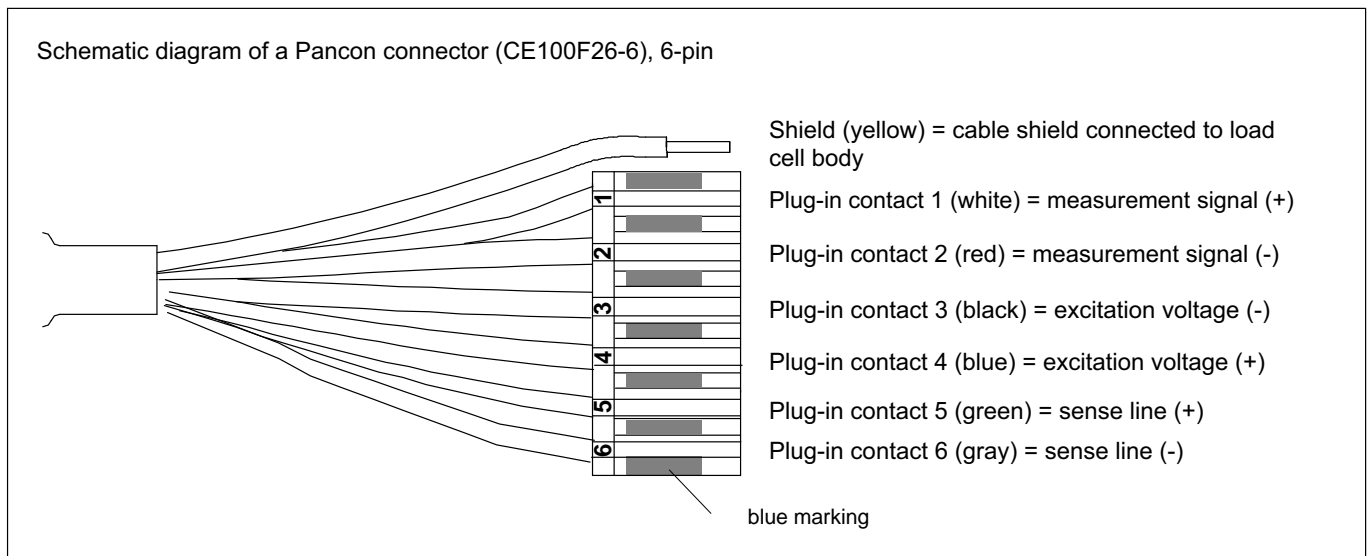 Schematic diagram of a Pancon connector (CE100F26-6), 6-pin
Shield (yellow) = cable shield connected to load
cell body
1
Plug-in contact 1 (white) = measurement signal (+)
2
Plug-in contact 2 (red) = measurement signal (-)
3
Plug-in contact 3 (black) = excitation voltage (-)
4
Plug-in contact 4 (blue) = excitation voltage (+)
5
Plug-in contact 5 (green) = sense line (+)
6
Plug-in contact 6 (gray) = sense line (-)
blue marking